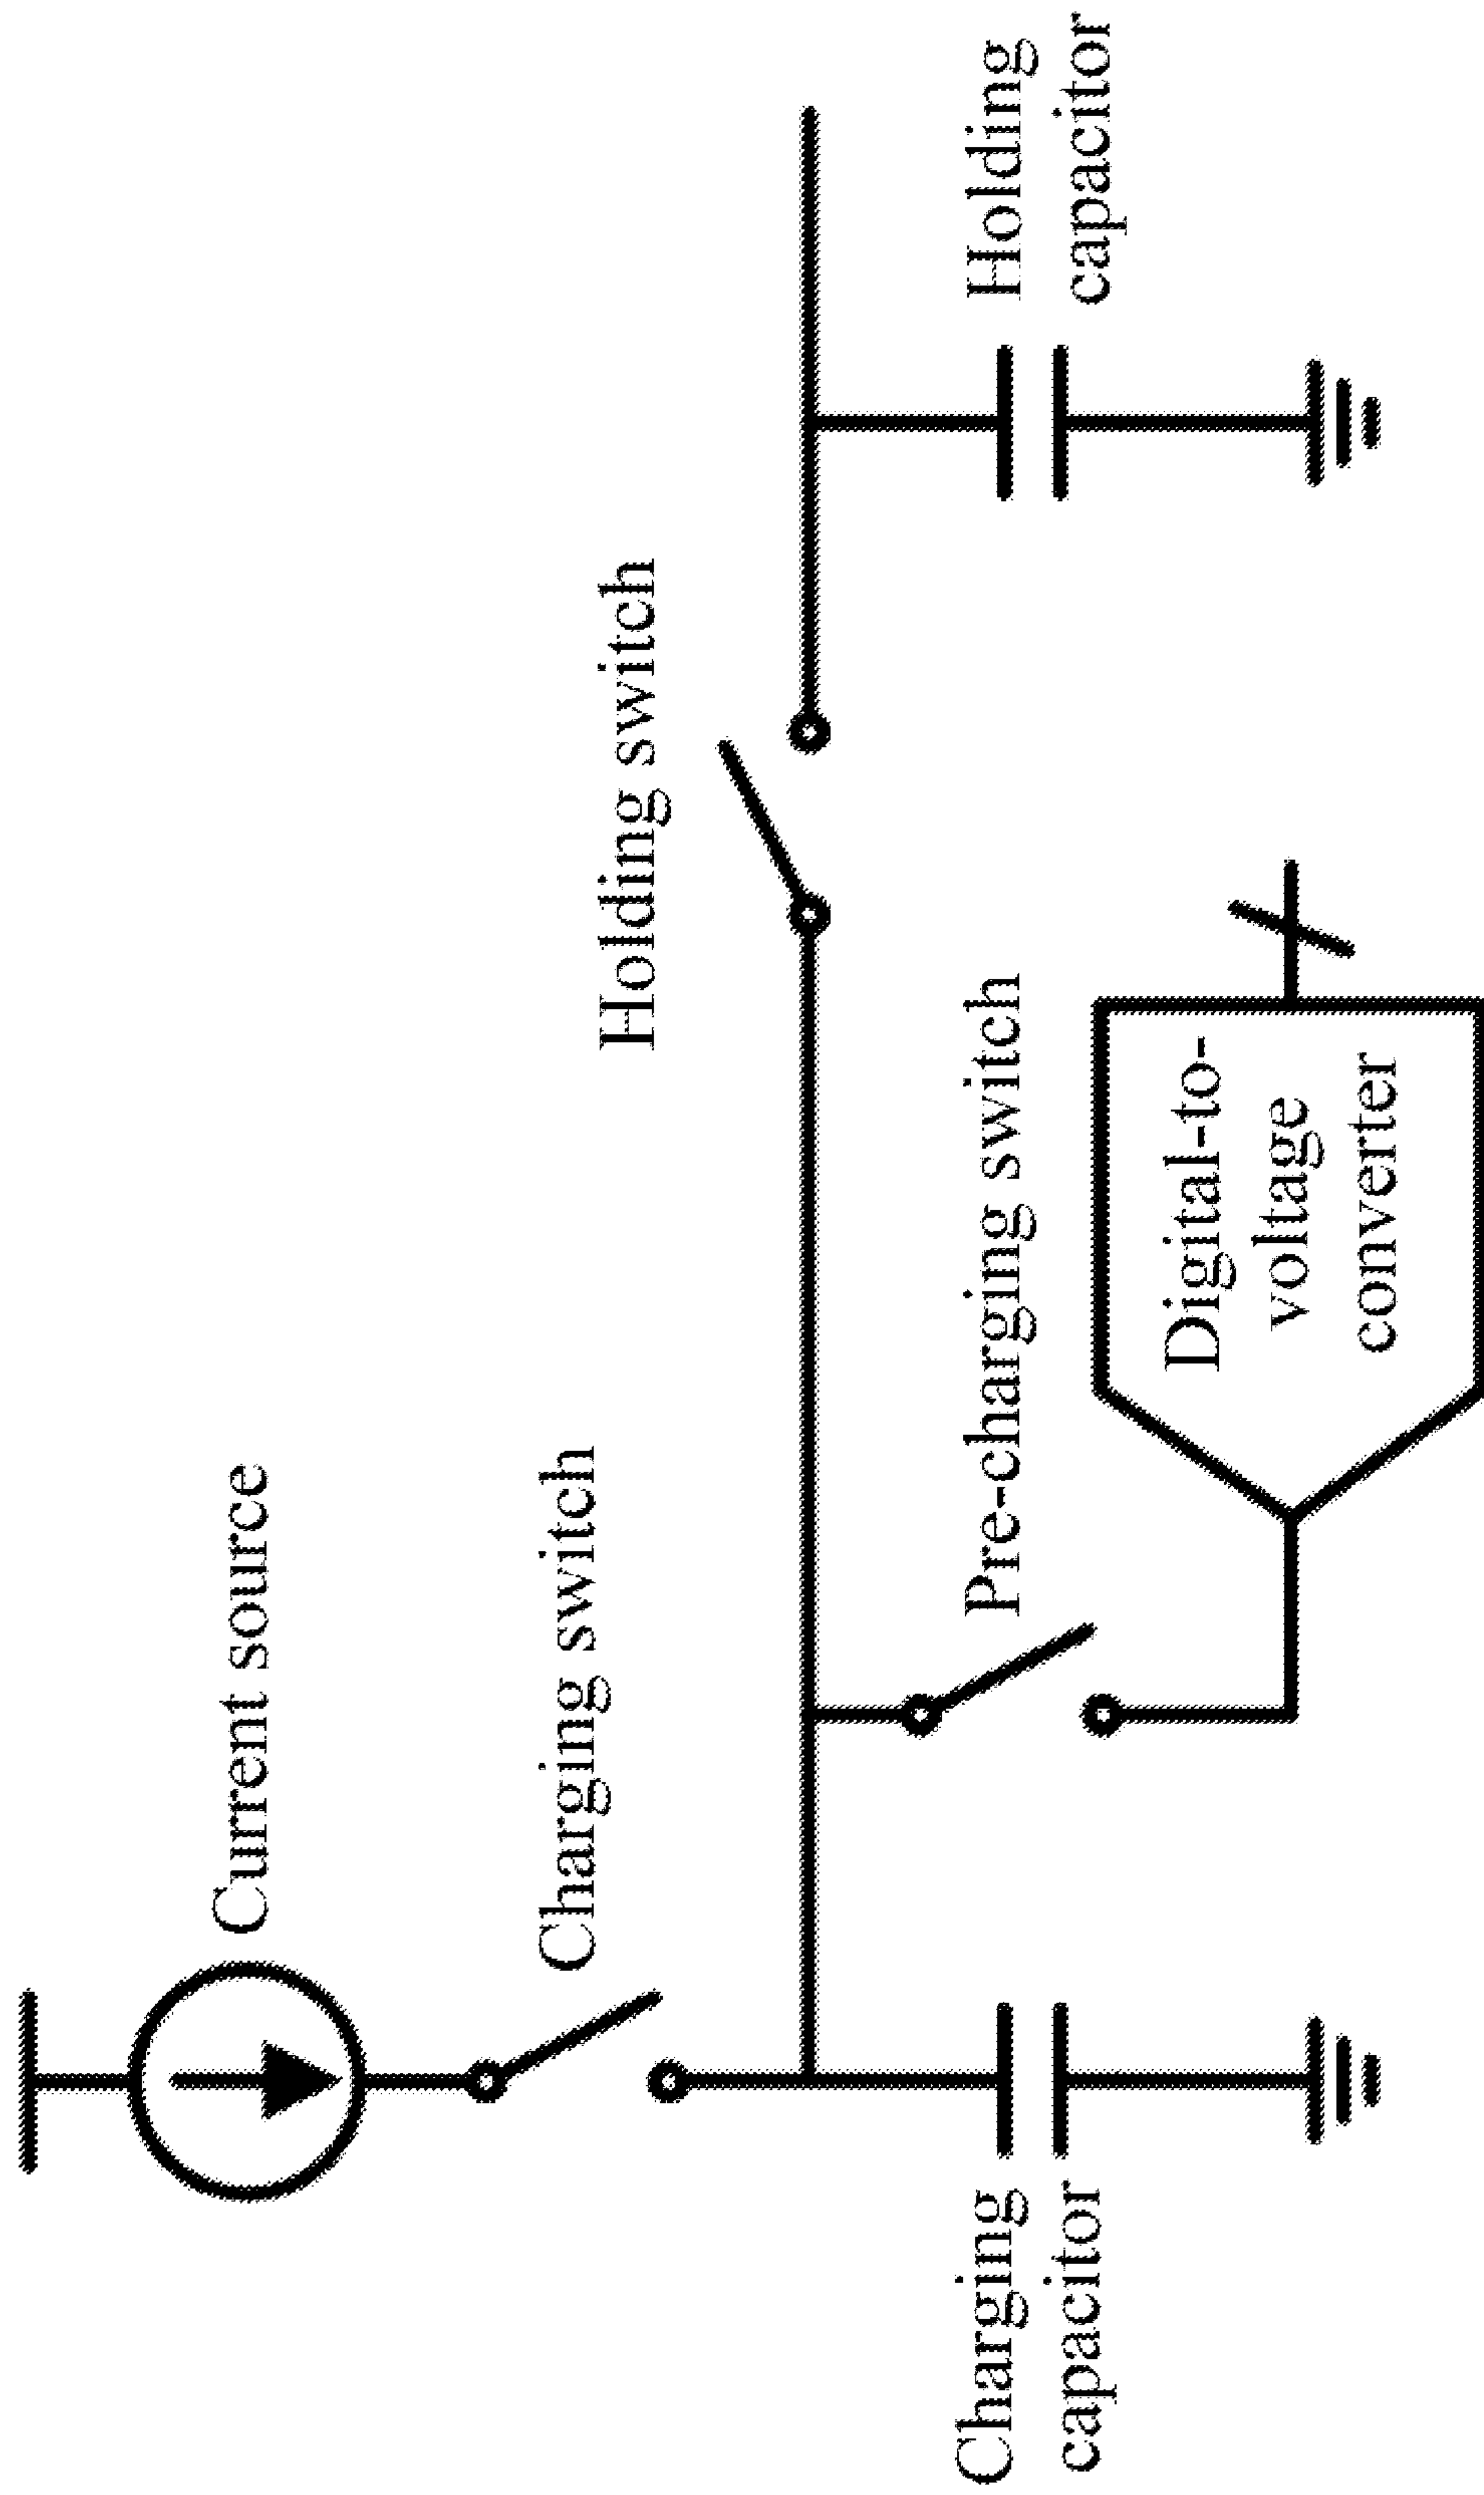 Current source
Charging switch
Holding switch
Charging
capacitor
Pre-charging switch
Digital-to-
voltage
converter
Holding
capacitor